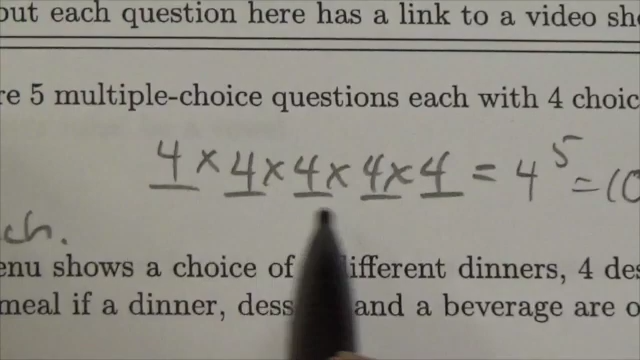 out each question here has a link to a video sh
re 5 multiple-choice questions each with 4 choic
4 × 4 × 4 × 4 × 4 = 4⁵ = 10
ch.
enu shows a choice of different dinners, 4 de
meal if a dinner, dess and a beverage are o